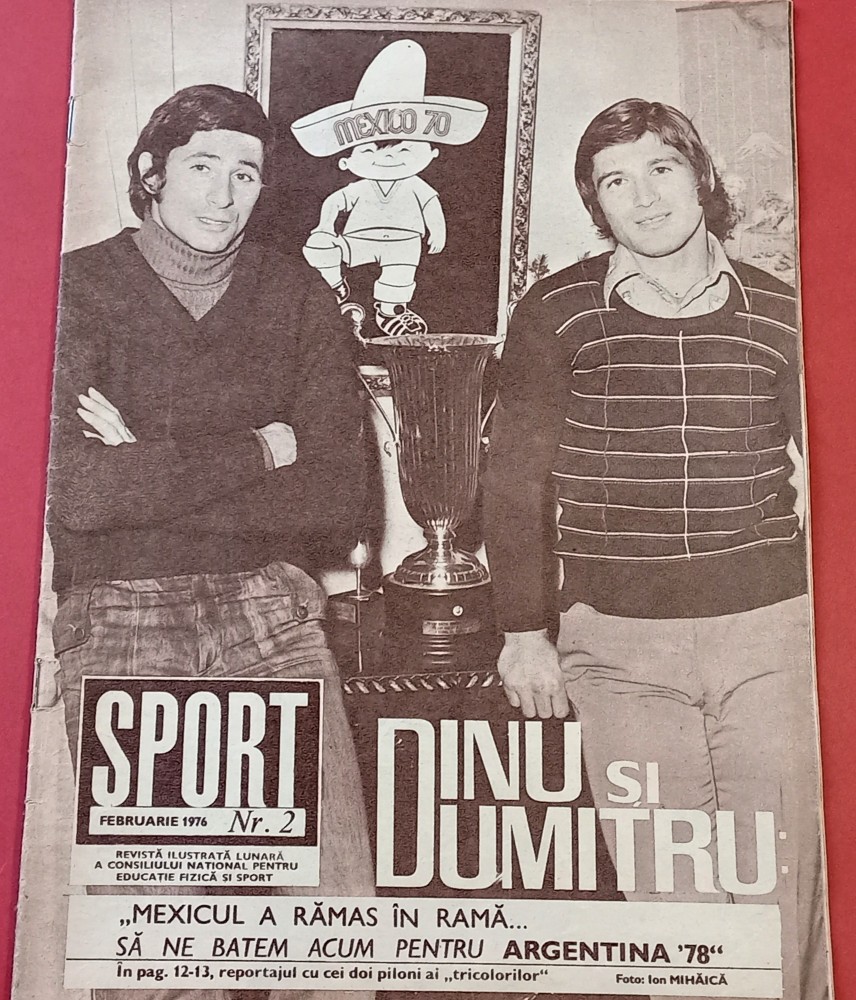 MEXICO 70
SPORT
FEBRUARIE 1976 Nr. 2
REVISTĂ ILUSTRATĂ LUNARĂ
A CONSILIULUI NAȚIONAL PENTRU
EDUCAȚIE FIZICĂ ȘI SPORT
DINU ȘI
DUMITRU:
„MEXICUL A RĂMAS ÎN RAMĂ...
SĂ NE BATEM ACUM PENTRU ARGENTINA '78“
În pag. 12-13, reportajul cu cei doi piloni ai „tricolorilor“
Foto: Ion MIHĂICĂ